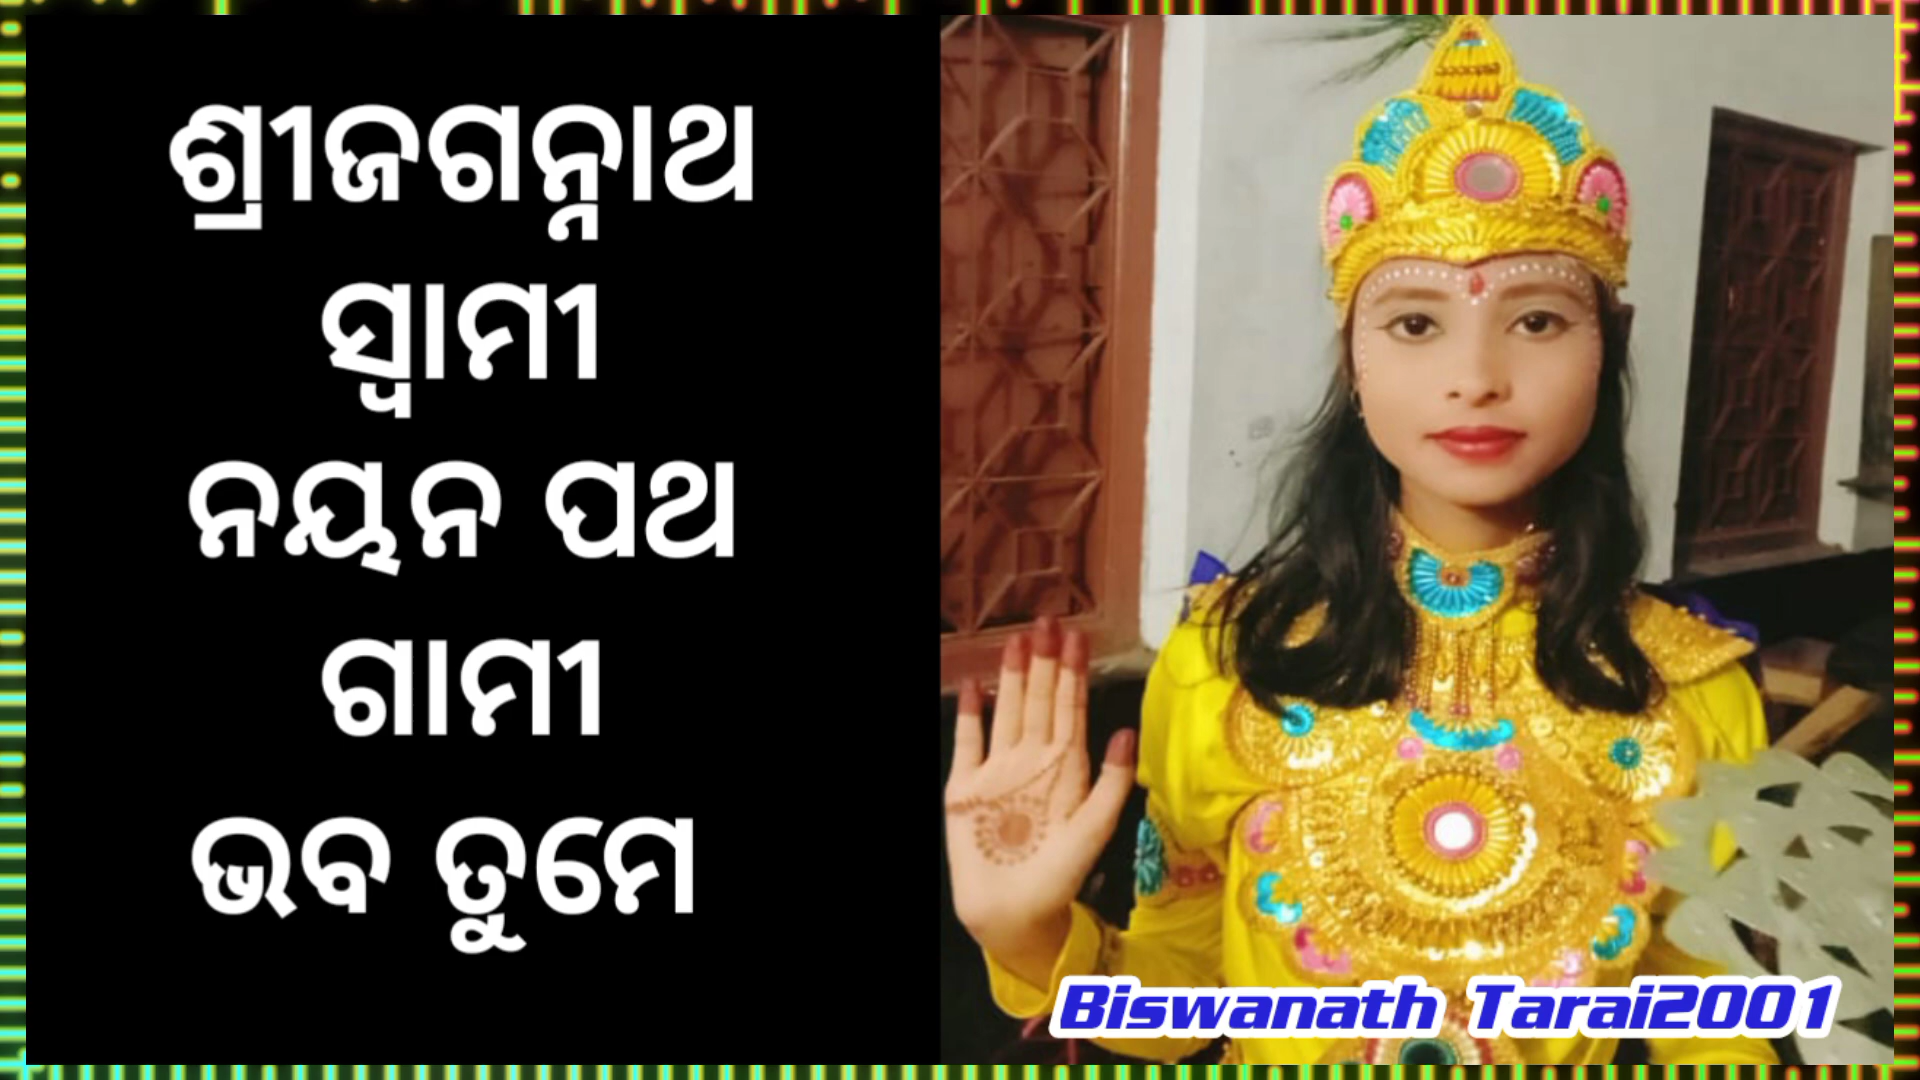 ଶ୍ରୀଜଗନ୍ନାଥ
ସ୍ୱାମୀ
ନୟନ ପଥ
ଗାମୀ
ଭବ ତୁମେ
Biswanath Tarai2001